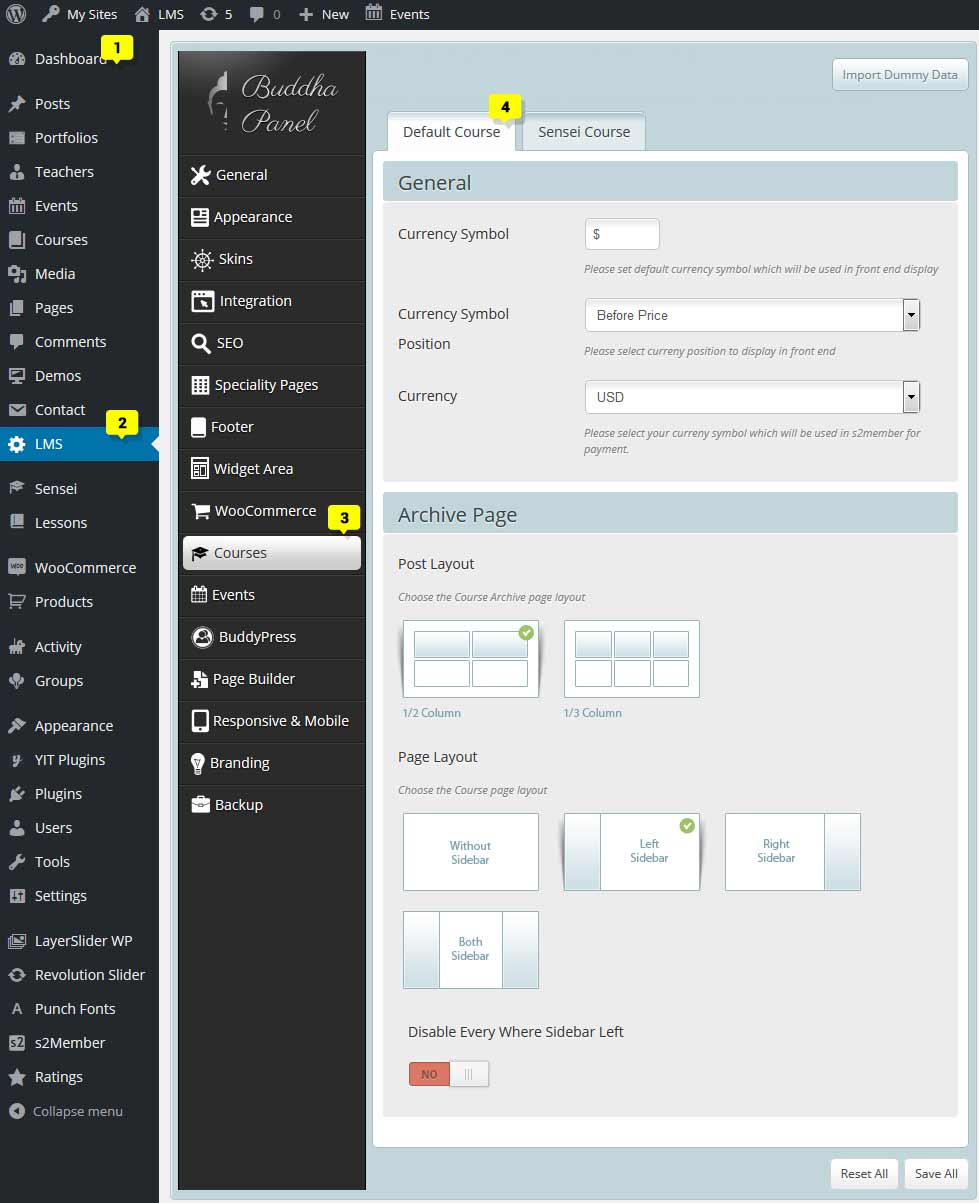 My Sites
LMS
5
0
New
Events
Dashboard
1
Posts
Portfolios
Teachers
Events
Courses
Media
Pages
Comments
Demos
Contact
2
LMS
Sensei
Lessons
WooCommerce
Products
Activity
Groups
Appearance
YIT Plugins
Plugins
Users
Tools
Settings
LayerSlider WP
Revolution Slider
Punch Fonts
s2Member
Ratings
Collapse menu
Buddha
Panel
General
Appearance
Skins
Integration
SEO
Speciality Pages
Footer
Widget Area
WooCommerce
3
Courses
Events
BuddyPress
Page Builder
Responsive & Mobile
Branding
Backup
Import Dummy Data
4
Default Course
Sensei Course
General
Currency Symbol
$
Please set default currency symbol which will be used in front end display
Currency Symbol
Position
Before Price
Please select curreny position to display in front end
Currency
USD
Please select your curreny symbol which will be used in s2member for
payment.
Archive Page
Post Layout
Choose the Course Archive page layout
1/2 Column
1/3 Column
Page Layout
Choose the Course page layout
Without
Sidebar
Left
Sidebar
Right
Sidebar
Both
Sidebar
Disable Every Where Sidebar Left
NO
Reset All
Save All